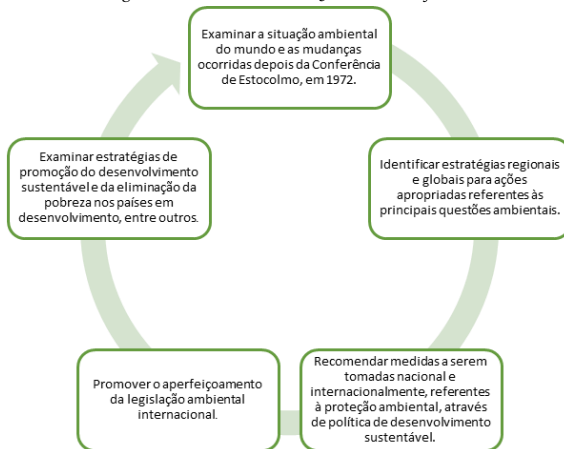 Examinar a situação ambiental
do mundo e as mudanças
ocorridas depois da Conferência
de Estocolmo, em 1972.
Identificar estratégias regionais
e globais para ações
apropriadas referentes às
principais questões ambientais.
Recomendar medidas a serem
tomadas nacional e
internacionalmente, referentes
à proteção ambiental, através
de política de desenvolvimento
sustentável.
Promover o aperfeiçoamento
da legislação ambiental
internacional.
Examinar estratégias de
promoção do desenvolvimento
sustentável e da eliminação da
pobreza nos países em
desenvolvimento, entre outros.